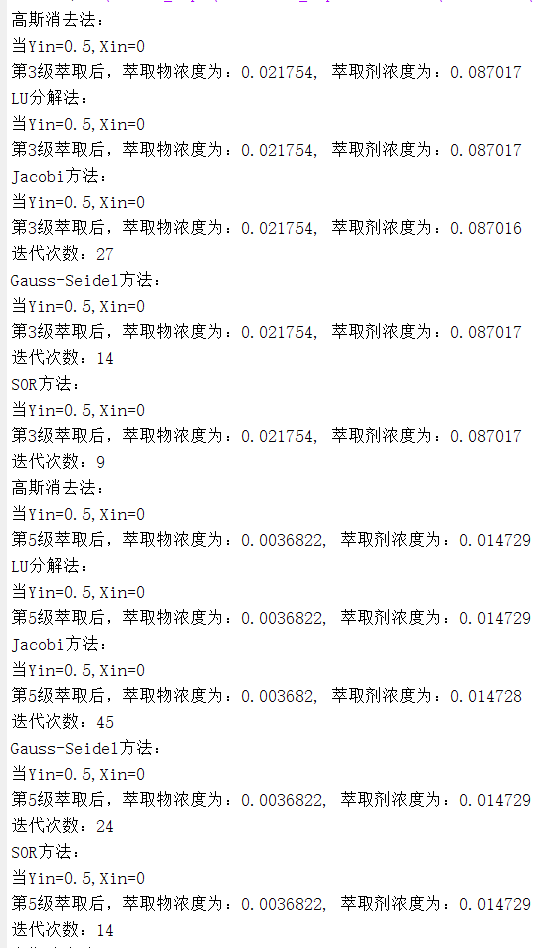 高斯消去法：
当Yin=0.5,Xin=0
第3级萃取后，萃取物浓度为：0.021754, 萃取剂浓度为：0.087017
LU分解法：
当Yin=0.5,Xin=0
第3级萃取后，萃取物浓度为：0.021754, 萃取剂浓度为：0.087017
Jacobi方法：
当Yin=0.5,Xin=0
第3级萃取后，萃取物浓度为：0.021754, 萃取剂浓度为：0.087016
迭代次数：27
Gauss-Seidel方法：
当Yin=0.5,Xin=0
第3级萃取后，萃取物浓度为：0.021754, 萃取剂浓度为：0.087017
迭代次数：14
SOR方法：
当Yin=0.5,Xin=0
第3级萃取后，萃取物浓度为：0.021754, 萃取剂浓度为：0.087017
迭代次数：9
高斯消去法：
当Yin=0.5,Xin=0
第5级萃取后，萃取物浓度为：0.0036822, 萃取剂浓度为：0.014729
LU分解法：
当Yin=0.5,Xin=0
第5级萃取后，萃取物浓度为：0.0036822, 萃取剂浓度为：0.014729
Jacobi方法：
当Yin=0.5,Xin=0
第5级萃取后，萃取物浓度为：0.003682, 萃取剂浓度为：0.014728
迭代次数：45
Gauss-Seidel方法：
当Yin=0.5,Xin=0
第5级萃取后，萃取物浓度为：0.0036822, 萃取剂浓度为：0.014729
迭代次数：24
SOR方法：
当Yin=0.5,Xin=0
第5级萃取后，萃取物浓度为：0.0036822, 萃取剂浓度为：0.014729
迭代次数：14